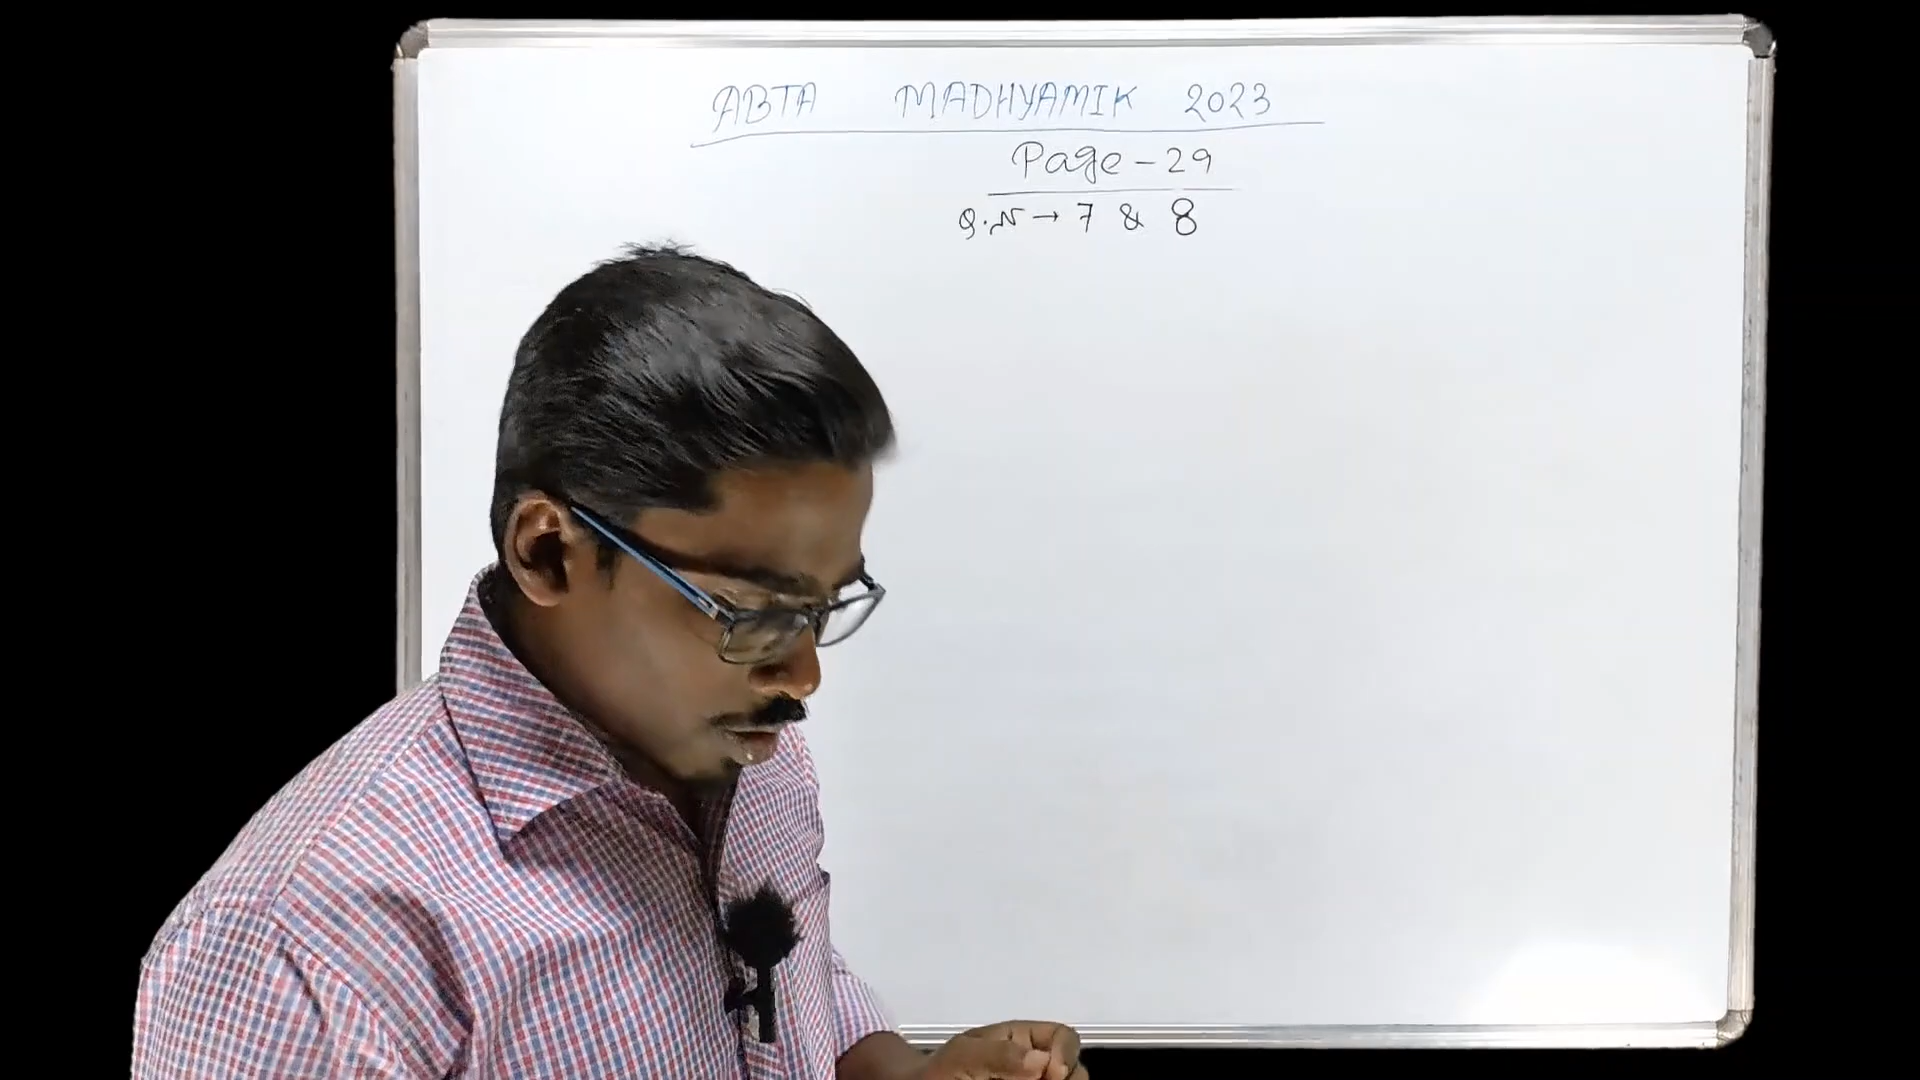 ABTA MADHYAMIK 2023
Page - 29
Q.N → 7 & 8